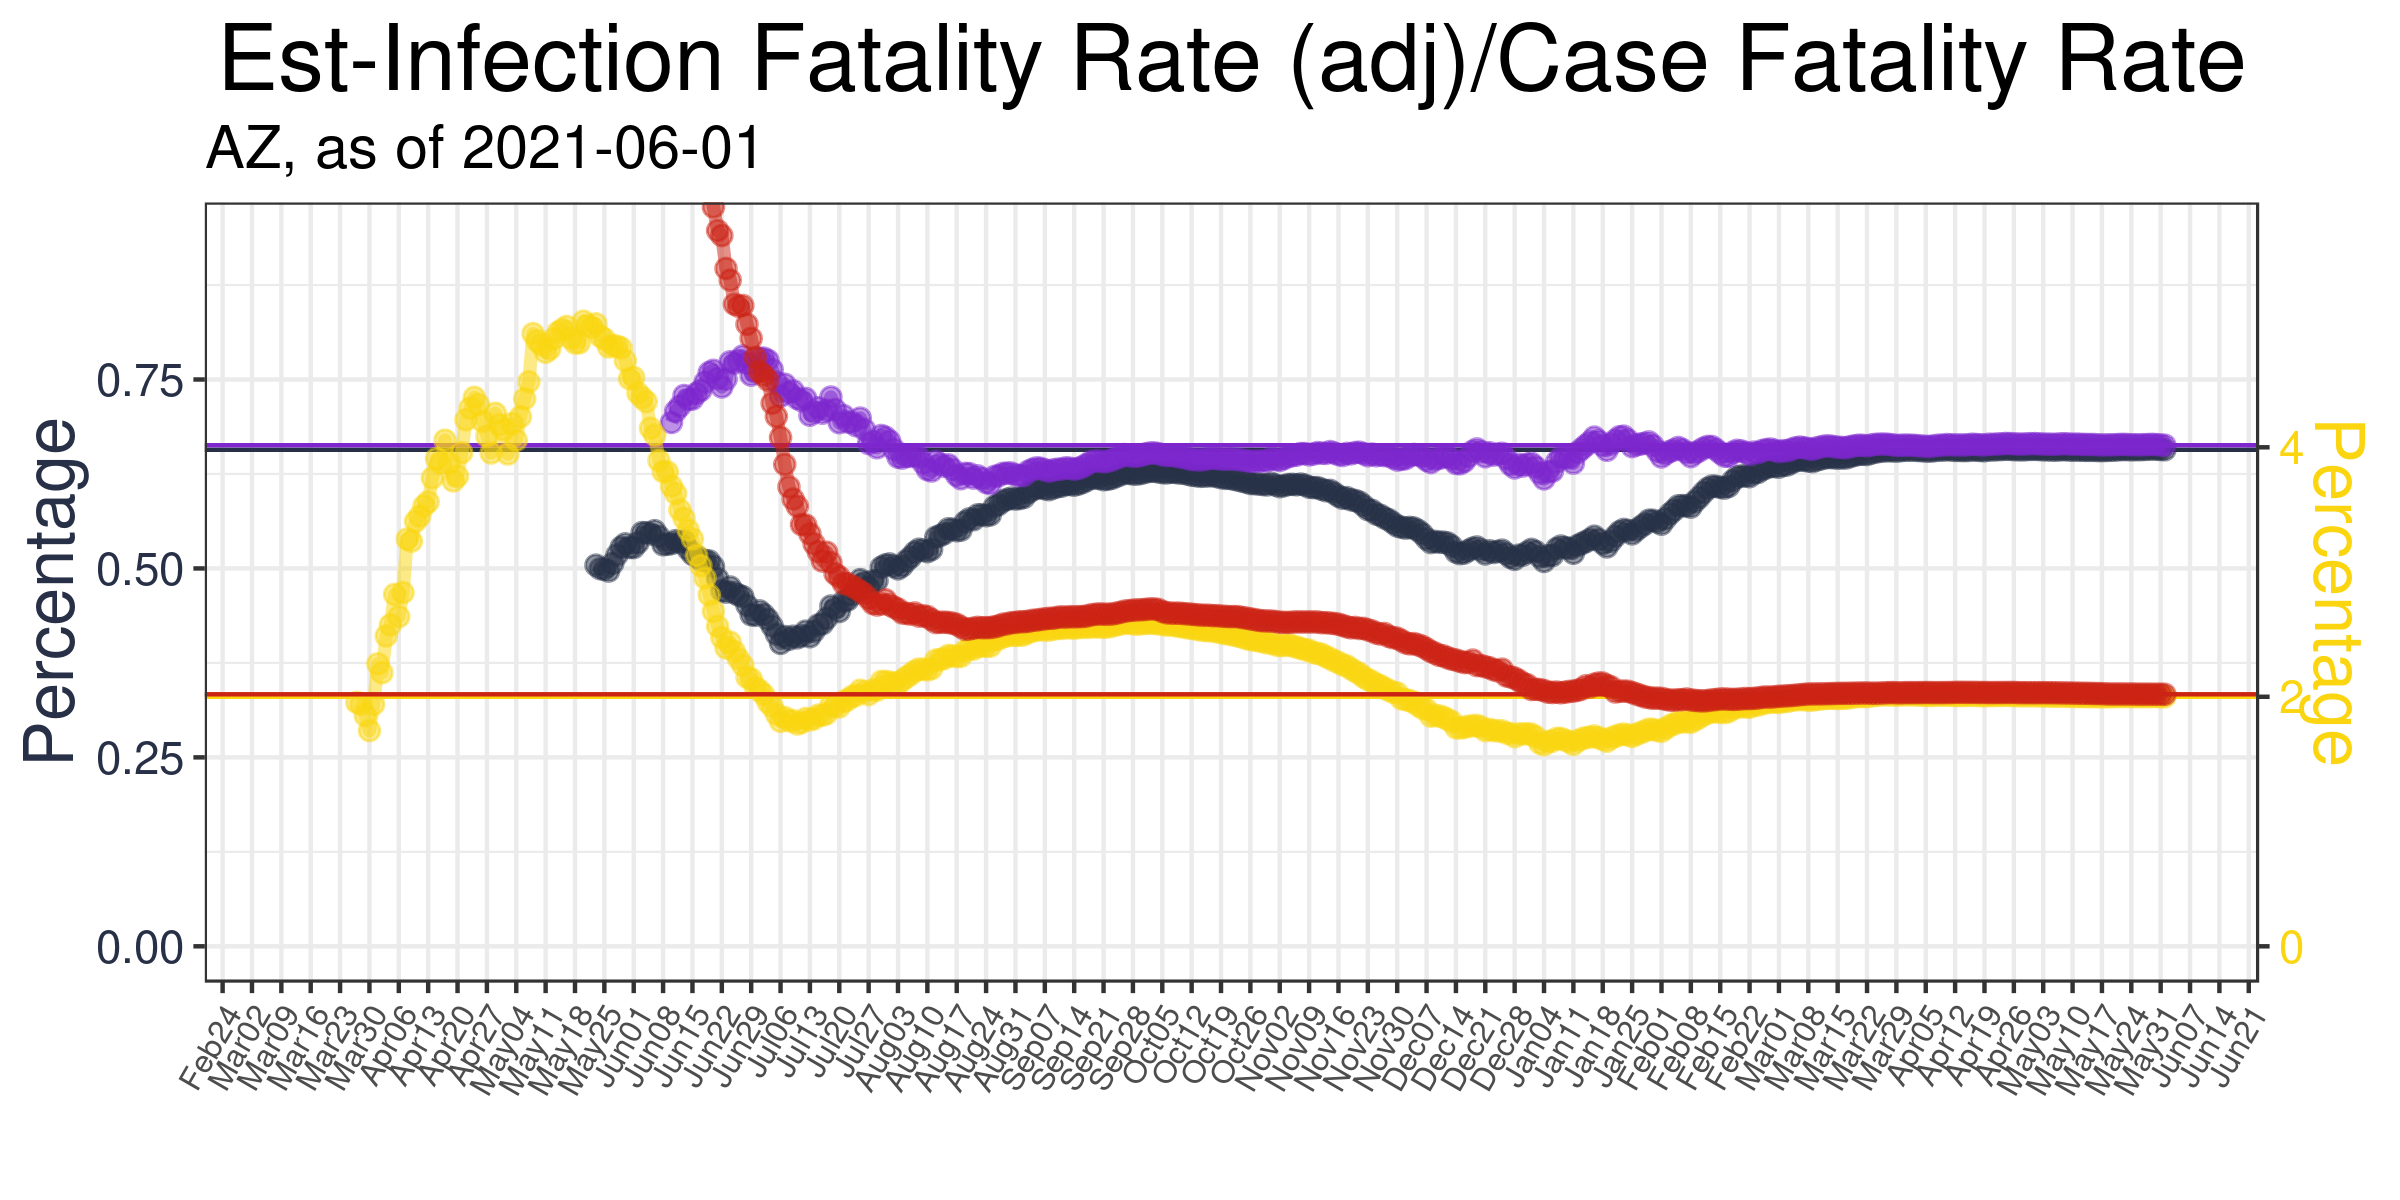 Est-Infection Fatality Rate (adj)/Case Fatality Rate
AZ, as of 2021-06-01
Percentage
0.75
0.50
0.25
0.00
Percentage
4
2
0
Feb24
Mar02
Mar09
Mar16
Mar23
Mar30
Apr06
Apr13
Apr20
Apr27
May04
May11
May18
May25
Jun01
Jun08
Jun15
Jun22
Jun29
Jul06
Jul13
Jul20
Jul27
Aug03
Aug10
Aug17
Aug24
Aug31
Sep07
Sep14
Sep21
Sep28
Oct05
Oct12
Oct19
Oct26
Nov02
Nov09
Nov16
Nov23
Nov30
Dec07
Dec14
Dec21
Dec28
Jan04
Jan11
Jan18
Jan25
Feb01
Feb08
Feb15
Feb22
Mar01
Mar08
Mar15
Mar22
Mar29
Apr05
Apr12
Apr19
Apr26
May03
May10
May17
May24
May31
Jun07
Jun14
Jun21